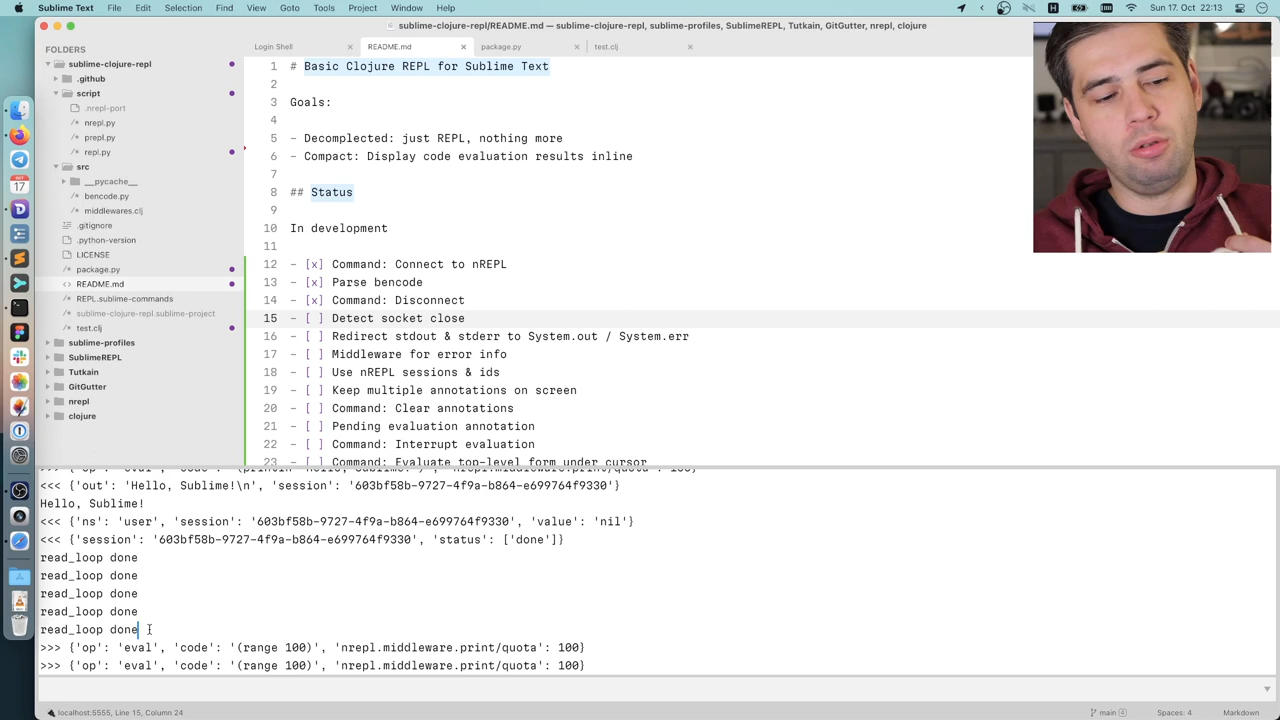 Sublime Text File Edit Selection Find View Goto Tools Project Window Help Sun 17. Oct 22:13
sublime-clojure-repl/README.md — sublime-clojure-repl, sublime-profiles, SublimeREPL, Tutkain, GitGutter, nrepl, clojure
FOLDERS
sublime-clojure-repl
.github
script
.nrepl-port
nrepl.py
prepl.py
repl.py
src
__pycache__
bencode.py
middlewares.clj
.gitignore
.python-version
LICENSE
package.py
README.md
REPL.sublime-commands
sublime-clojure-repl.sublime-project
test.clj
sublime-profiles
SublimeREPL
Tutkain
GitGutter
nrepl
clojure
Login Shell README.md package.py test.clj
1 # Basic Clojure REPL for Sublime Text
2
3 Goals:
4
5 - Decomplected: just REPL, nothing more
6 - Compact: Display code evaluation results inline
7
8 ## Status
9
10 In development
11
12 - [x] Command: Connect to nREPL
13 - [x] Parse bencode
14 - [x] Command: Disconnect
15 - [ ] Detect socket close
16 - [ ] Redirect stdout & stderr to System.out / System.err
17 - [ ] Middleware for error info
18 - [ ] Use nREPL sessions & ids
19 - [ ] Keep multiple annotations on screen
20 - [ ] Command: Clear annotations
21 - [ ] Pending evaluation annotation
22 - [ ] Command: Interrupt evaluation
23 - [ ] Command: Evaluate top-level form under cursor
<<< {'out': 'Hello, Sublime!\n', 'session': '603bf58b-9727-4f9a-b864-e699764f9330'}
Hello, Sublime!
<<< {'ns': 'user', 'session': '603bf58b-9727-4f9a-b864-e699764f9330', 'value': 'nil'}
<<< {'session': '603bf58b-9727-4f9a-b864-e699764f9330', 'status': ['done']}
read_loop done
read_loop done
read_loop done
read_loop done
read_loop done
>>> {'op': 'eval', 'code': '(range 100)', 'nrepl.middleware.print/quota': 100}
>>> {'op': 'eval', 'code': '(range 100)', 'nrepl.middleware.print/quota': 100}
localhost:5555, Line 15, Column 24 main 4 Spaces: 4 Markdown